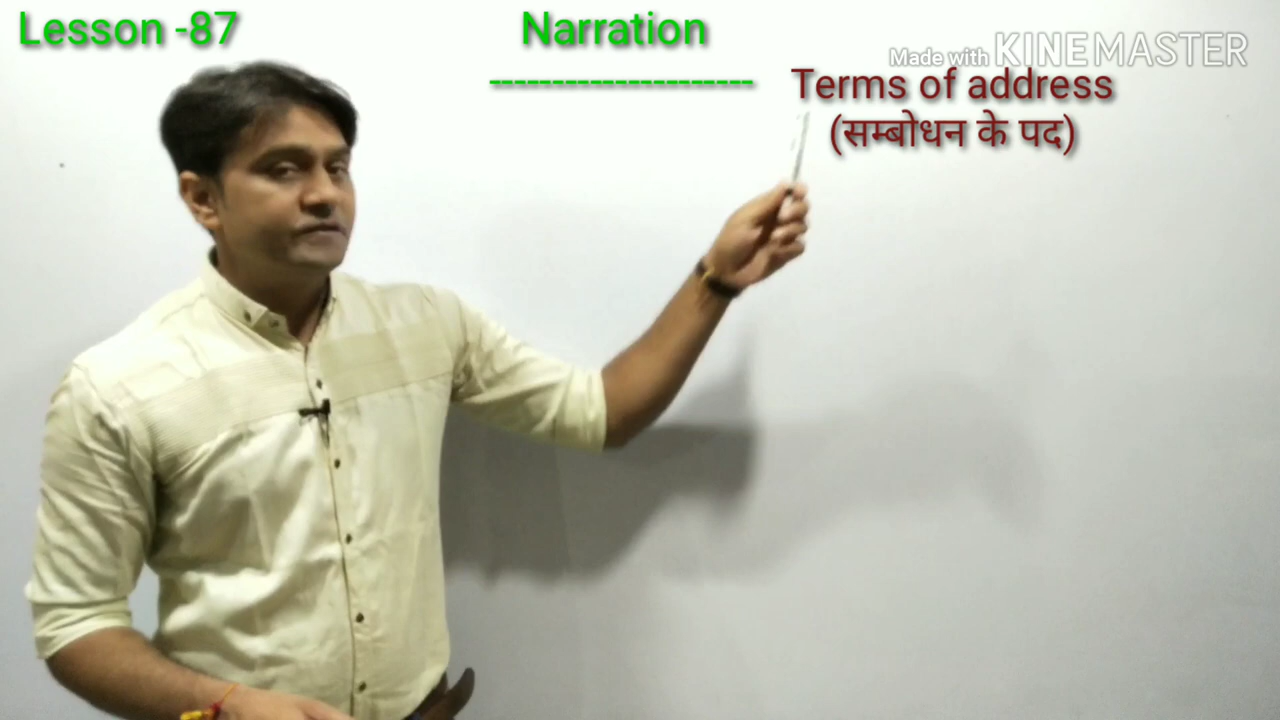 Lesson -87
Narration
Made with KINEMASTER
---------------------
Terms of address
(सम्बोधन के पद)